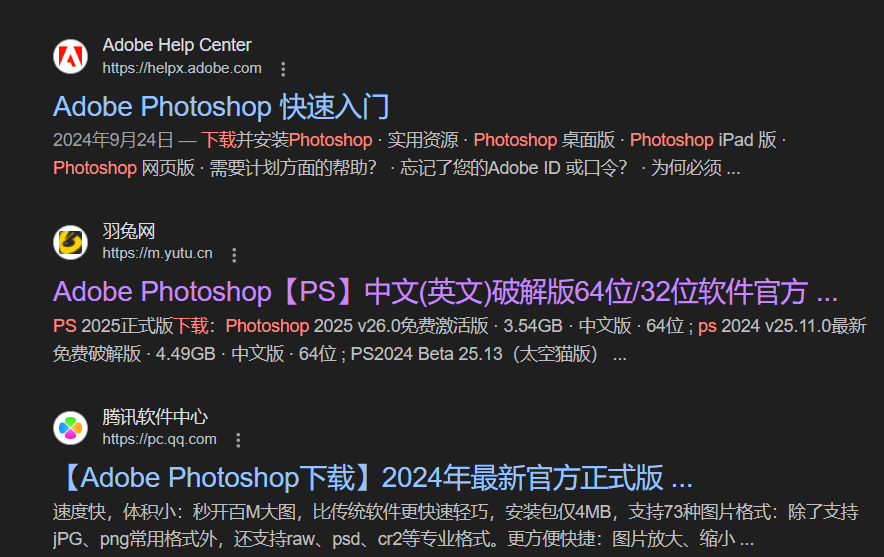 Adobe Help Center
https://helpx.adobe.com
Adobe Photoshop 快速入门
2024年9月24日 — 下载并安装Photoshop · 实用资源 · Photoshop 桌面版 · Photoshop iPad 版 ·
Photoshop 网页版 · 需要计划方面的帮助? · 忘记了您的Adobe ID 或口令? · 为何必须 ...
羽兔网
https://m.yutu.cn
Adobe Photoshop【PS】中文(英文)破解版64位/32位软件官方 ...
PS 2025正式版下载：Photoshop 2025 v26.0免费激活版 · 3.54GB · 中文版 · 64位 ; ps 2024 v25.11.0最新
免费破解版 · 4.49GB · 中文版 · 64位 ; PS2024 Beta 25.13（太空猫版） ...
腾讯软件中心
https://pc.qq.com
【Adobe Photoshop下载】2024年最新官方正式版 ...
速度快，体积小：秒开百M大图，比传统软件更快速轻巧，安装包仅4MB，支持73种图片格式：除了支持
jPG、png常用格式外，还支持raw、psd、cr2等专业格式。更方便快捷：图片放大、缩小 ...